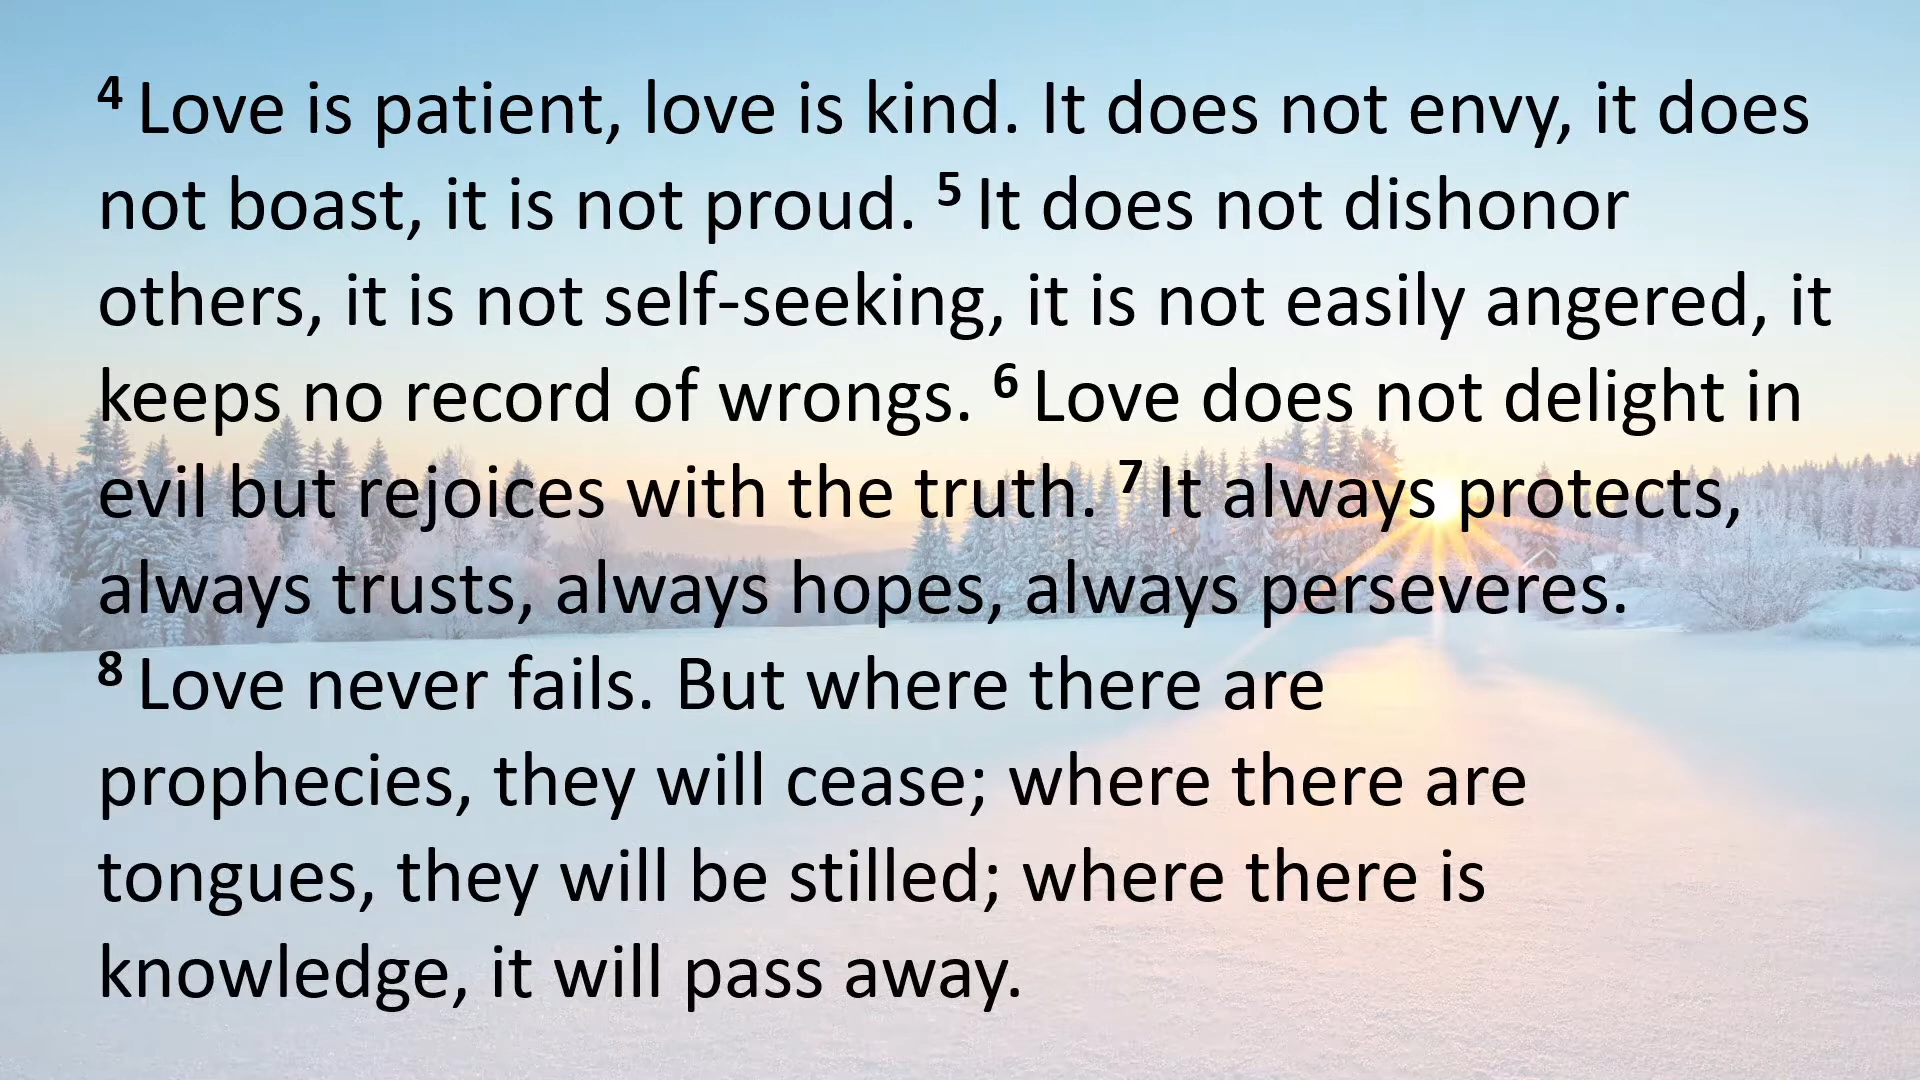 4 Love is patient, love is kind. It does not envy, it does
not boast, it is not proud. 5 It does not dishonor
others, it is not self-seeking, it is not easily angered, it
keeps no record of wrongs. 6 Love does not delight in
evil but rejoices with the truth. 7 It always protects,
always trusts, always hopes, always perseveres.
8 Love never fails. But where there are
prophecies, they will cease; where there are
tongues, they will be stilled; where there is
knowledge, it will pass away.